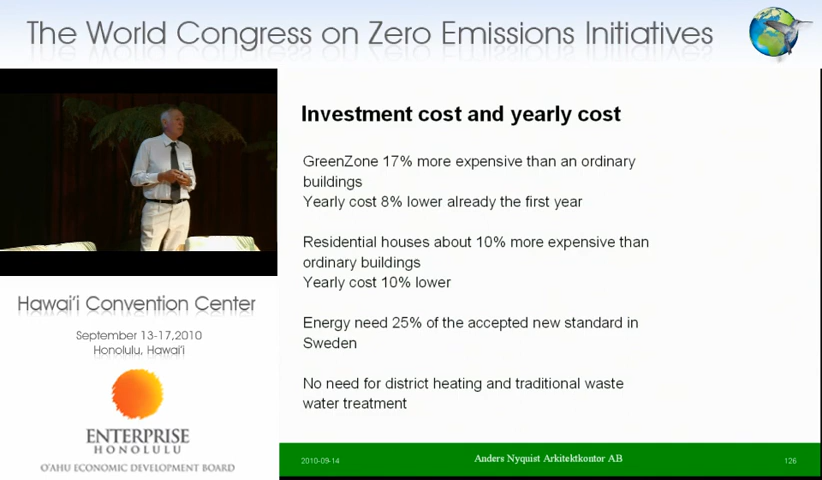 The World Congress on Zero Emissions Initiatives
Investment cost and yearly cost
GreenZone 17% more expensive than an ordinary
buildings
Yearly cost 8% lower already the first year
Residential houses about 10% more expensive than
ordinary buildings
Yearly cost 10% lower
Energy need 25% of the accepted new standard in
Sweden
No need for district heating and traditional waste
water treatment
2010-09-14
Anders Nyquist Arkitektkontor AB
126
Hawai'i Convention Center
September 13-17,2010
Honolulu, Hawai'i
ENTERPRISE
HONOLULU
O'AHU ECONOMIC DEVELOPMENT BOARD